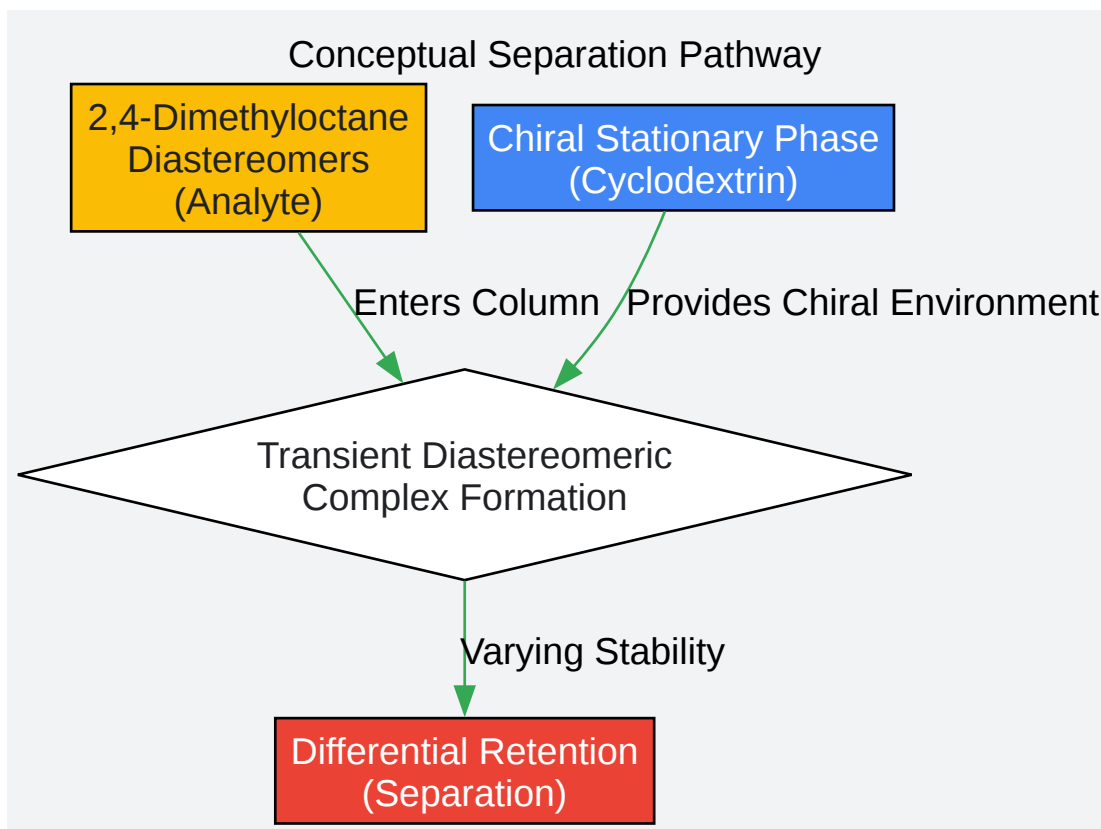 Conceptual Separation Pathway
2,4-Dimethyloctane
Diastereomers
(Analyte)
Chiral Stationary Phase
(Cyclodextrin)
Enters Column
Provides Chiral Environment
Transient Diastereomeric
Complex Formation
Varying Stability
Differential Retention
(Separation)